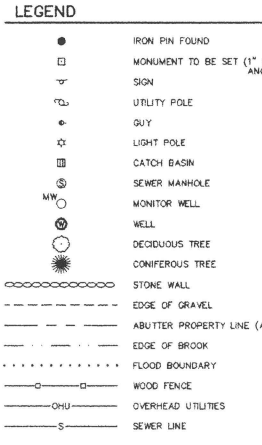 LEGEND
IRON PIN FOUND
MONUMENT TO BE SET (1"
SIGN
UTILITY POLE
GUY
LIGHT POLE
CATCH BASIN
S SEWER MANHOLE
MW MONITOR WELL
W WELL
DECIDUOUS TREE
CONIFEROUS TREE
STONE WALL
EDGE OF GRAVEL
ABUTTER PROPERTY LINE (
EDGE OF BROOK
FLOOD BOUNDARY
WOOD FENCE
OHU OVERHEAD UTILITIES
S SEWER LINE